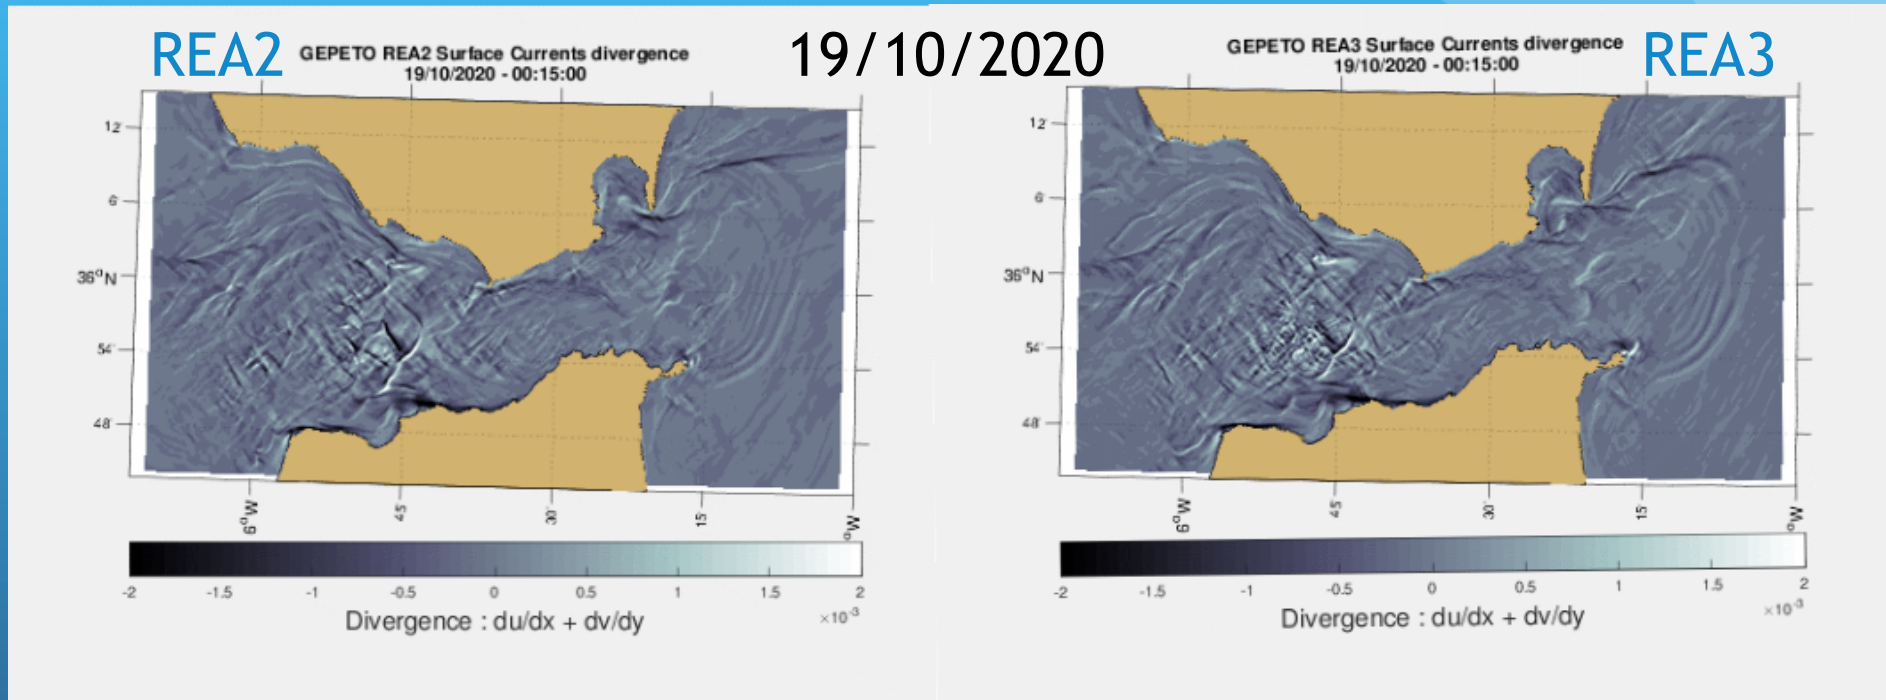 REA2
GEPETO REA2 Surface Currents divergence
19/10/2020 - 00:15:00
19/10/2020
GEPETO REA3 Surface Currents divergence
19/10/2020 - 00:15:00
REA3
12'
6'
36°N
54'
48'
6°W
45'
30'
15'
°W
-2 -1.5 -1 -0.5 0 0.5 1 1.5 2
×10-3
Divergence : du/dx + dv/dy
12'
6'
36°N
54'
48'
6°W
45'
30'
15'
°W
-2 -1.5 -1 -0.5 0 0.5 1 1.5 2
×10-3
Divergence : du/dx + dv/dy